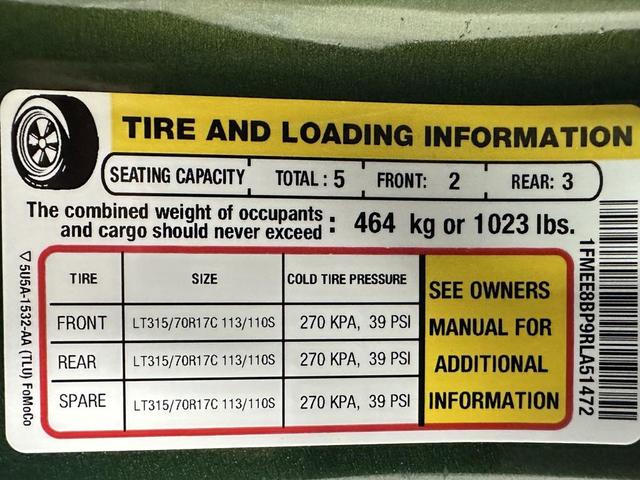 TIRE AND LOADING INFORMATION
SEATING CAPACITY TOTAL : 5 FRONT: 2 REAR: 3
The combined weight of occupants
and cargo should never exceed : 464 kg or 1023 lbs.
TIRE SIZE COLD TIRE PRESSURE
FRONT LT315/70R17C 113/110S 270 KPA, 39 PSI
REAR LT315/70R17C 113/110S 270 KPA, 39 PSI
SPARE LT315/70R17C 113/110S 270 KPA, 39 PSI
SEE OWNERS
MANUAL FOR
ADDITIONAL
INFORMATION
▽5U5A-1532-AA (TLU) FoMoCo
1FMEE8BP9RLA51472